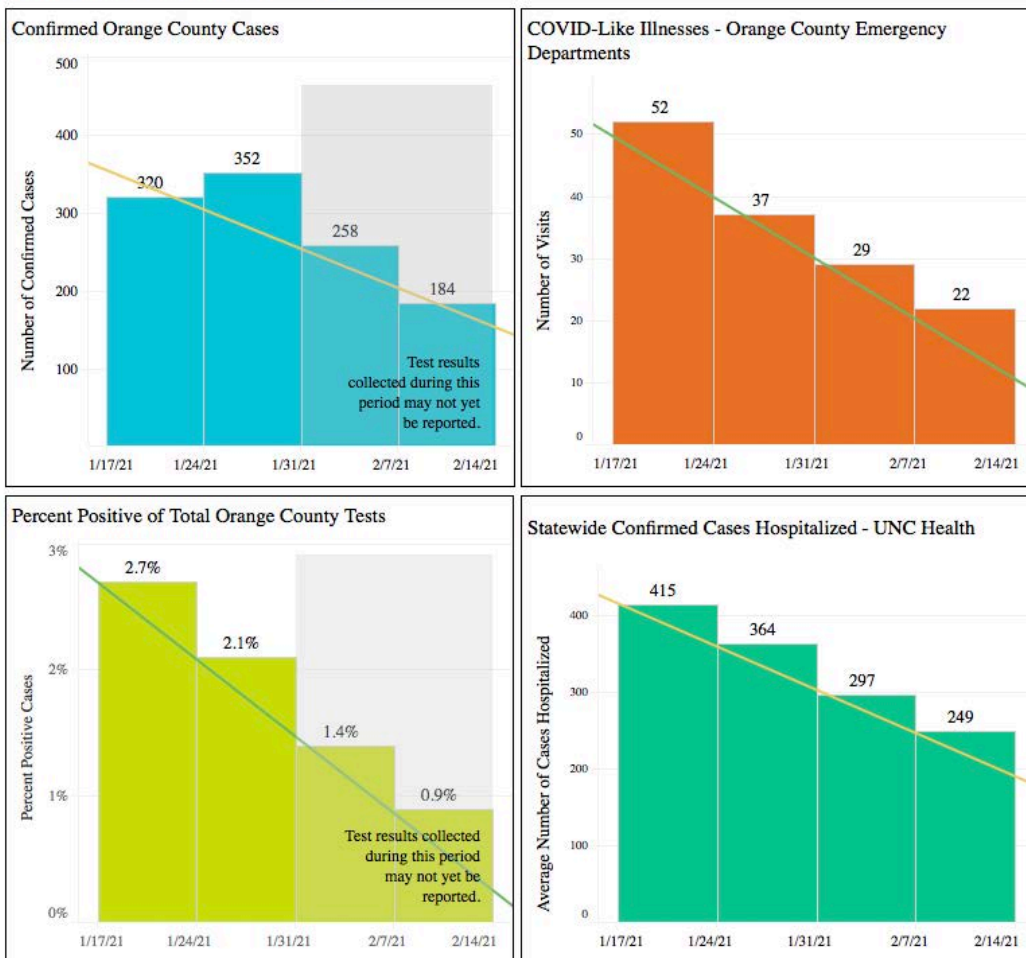 Confirmed Orange County Cases
500
400
300
200
100
Number of Confirmed Cases
320
352
258
184
Test results
collected during this
period may not yet
be reported.
1/17/21 1/24/21 1/31/21 2/7/21 2/14/21
COVID-Like Illnesses - Orange County Emergency
Departments
50
40
30
20
10
0
Number of Visits
52
37
29
22
1/17/21 1/24/21 1/31/21 2/7/21 2/14/21
Percent Positive of Total Orange County Tests
3%
2%
1%
0%
Percent Positive Cases
2.7%
2.1%
1.4%
0.9%
Test results collected
during this period
may not yet be
reported.
1/17/21 1/24/21 1/31/21 2/7/21 2/14/21
Statewide Confirmed Cases Hospitalized - UNC Health
400
300
200
100
0
Average Number of Cases Hospitalized
415
364
297
249
1/17/21 1/24/21 1/31/21 2/7/21 2/14/21